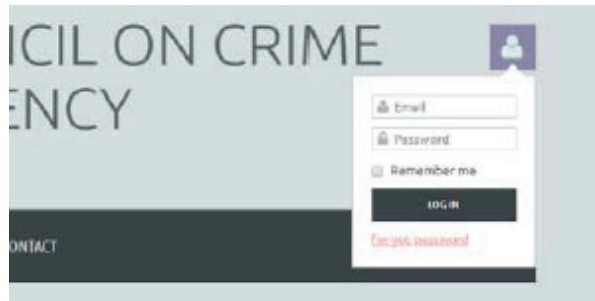 ICIL ON CRIME
ENCY
Email
Password
Remember me
LOG IN
Forgot password
ONTACT